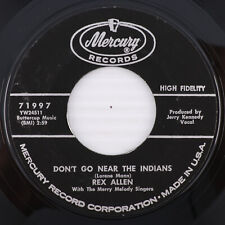 Mercury
RECORDS
HIGH FIDELITY
71997
YW24511
Buttercup Music
(BMI) 2:59
Produced by
Jerry Kennedy
Vocal
DON'T GO NEAR THE INDIANS
(Lorene Mann)
REX ALLEN
With The Merry Melody Singers
MERCURY RECORD CORPORATION • MADE IN U.S.A.